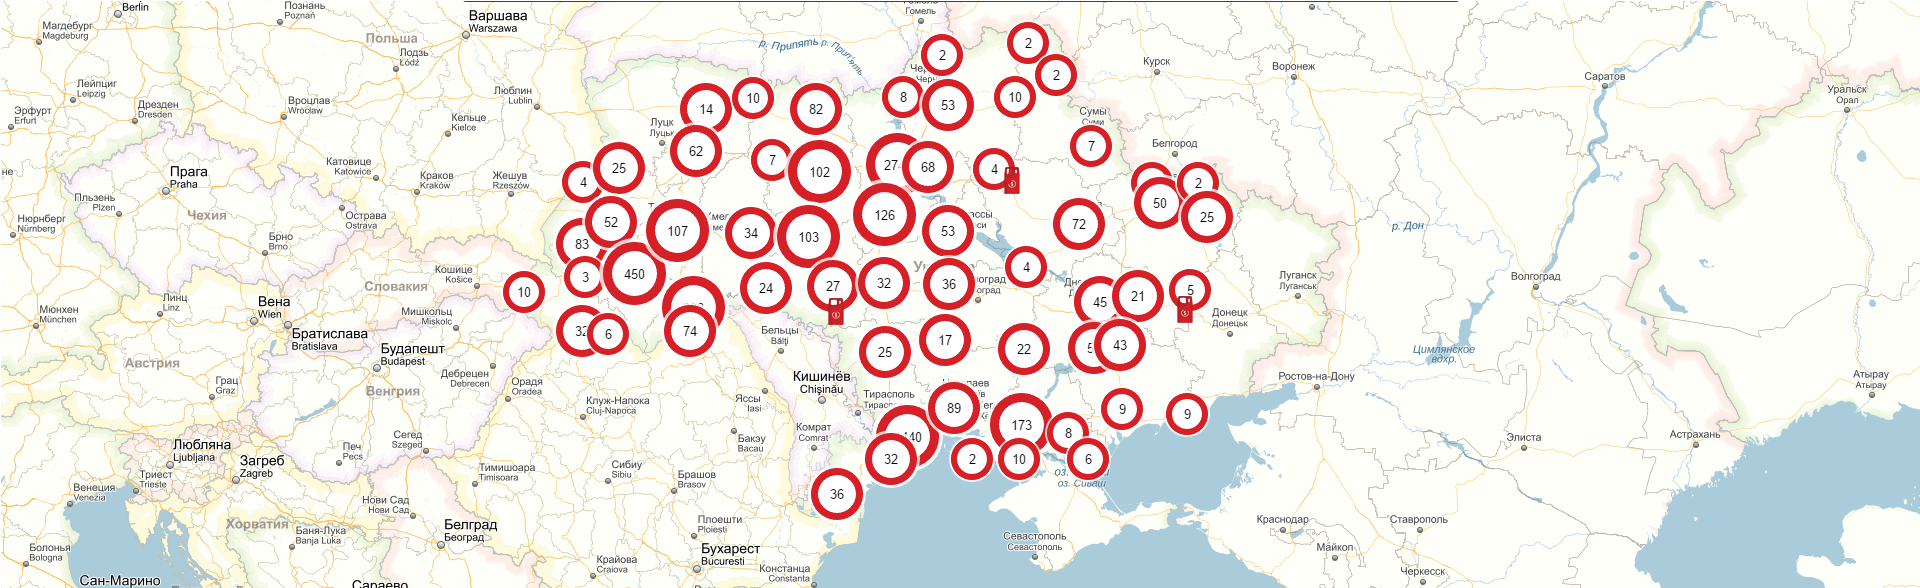 Berlin
Познань
Poznań
Варшава
Warszawa
Гомель
Магдебург
Magdeburg
Польша
р. Припять
р. Припять
Лодзь
Łódź
Курск
Воронеж
Саратов
Лейпциг
Leipzig
Люблин
Lublin
Уральск
Орал
Эрфурт
Erfurt
Дрезден
Dresden
Вроцлав
Wrocław
Кельце
Kielce
Луцк
Луцьк
Сумы
Суми
Белгород
Катовице
Katowice
Краков
Kraków
Жешув
Rzeszów
не
Прага
Praha
Пльзень
Plzeň
Чехия
Острава
Ostrava
Нюрнберг
Nürnberg
Брно
Brno
р. Дон
Кошице
Košice
Словакия
Луганск
Луганськ
Волгоград
Линц
Linz
Вена
Wien
Мюнхен
München
Мишкольц
Miskolc
Братислава
Bratislava
Бельцы
Bălţi
Донецк
Донецьк
Будапешт
Budapest
Австрия
Цимлянское
вдхр.
Дебрецен
Debrecen
Грац
Graz
Венгрия
Орадя
Oradea
Кишинёв
Chişinău
Ростов-на-Дону
Атырау
Атырау
Клуж-Напока
Cluj-Napoca
Яссы
Iasi
Тирасполь
Любляна
Ljubljana
Печ
Pecs
Сегед
Szeged
Бакэу
Bacau
Комрат
Comrat
Элиста
Астрахань
Загреб
Zagreb
Триест
Trieste
Тимишоара
Timisoara
Сибиу
Sibiu
Брашов
Brasov
оз. Сиваш
Венеция
Venezia
Нови Сад
Нови Сад
Хорватия
Баня-Лука
Banja Luka
Белград
Београд
Плоешти
Ploiesti
Краснодар
Ставрополь
Севастополь
Севастополь
Болонья
Bologna
Майкоп
Бухарест
Bucuresti
Крайова
Craiova
Констанца
Constanta
Черкесск
Сан-Марино
Сараево
2
2
2
14
10
82
8
53
10
62
7
102
27
68
4
7
4
25
2
50
25
52
83
107
34
103
126
53
72
3
450
10
24
27
32
36
4
45
21
5
32
6
74
25
17
22
43
89
173
8
9
9
32
2
10
6
36